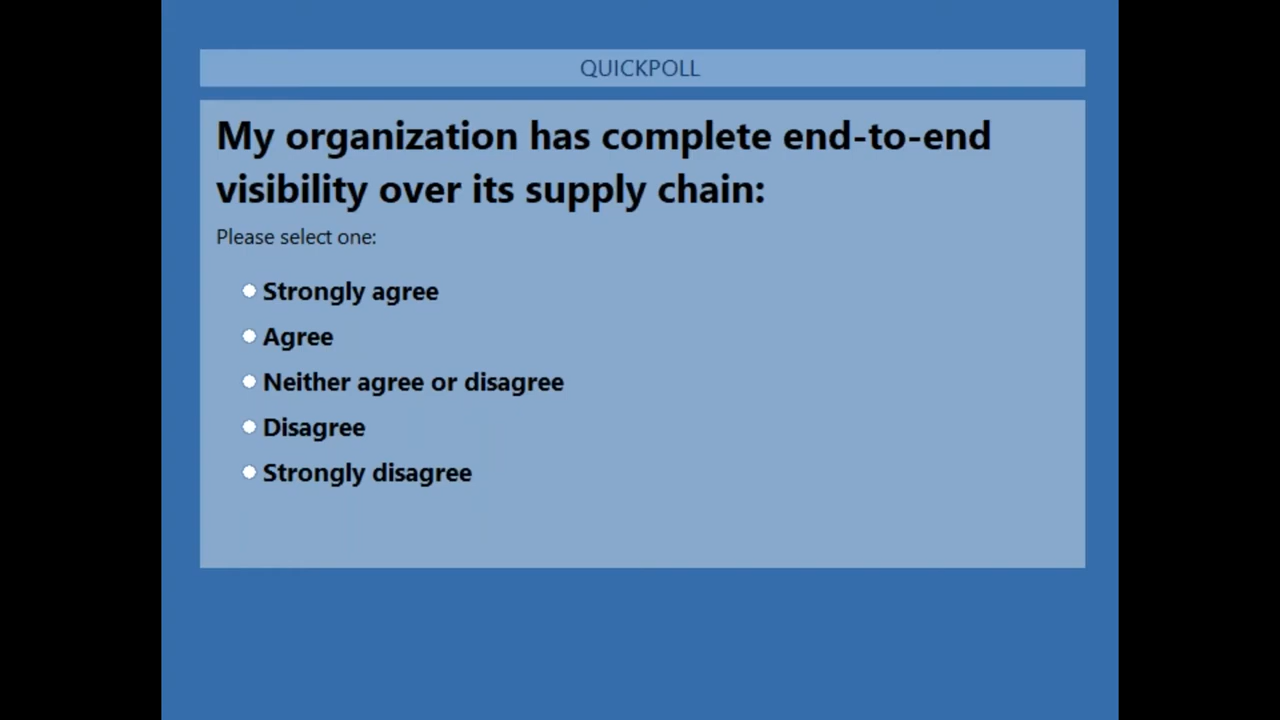 QUICKPOLL
My organization has complete end-to-end
visibility over its supply chain:
Please select one:
Strongly agree
Agree
Neither agree or disagree
Disagree
Strongly disagree